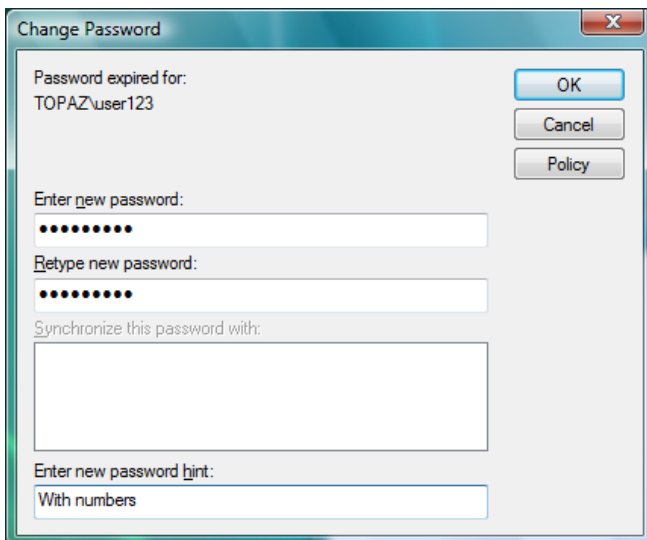 Change Password
Password expired for:
TOPAZ\user123
OK
Cancel
Policy
Enter new password:
•••••••••
Retype new password:
•••••••••
Synchronize this password with:
Enter new password hint:
With numbers